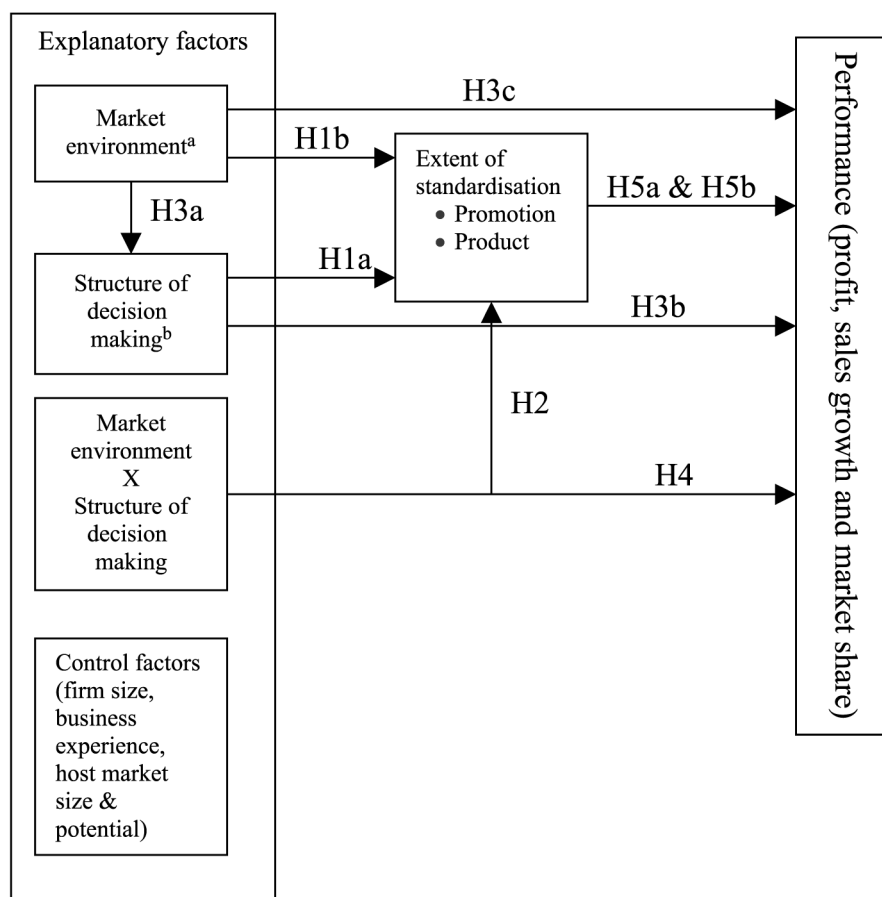 Explanatory factors
Market
environmentᵃ
H3a
Structure of
decision
makingᵇ
Market
environment
X
Structure of
decision
making
Control factors
(firm size,
business
experience,
host market
size &
potential)
H3c
H1b
H1a
Extent of
standardisation
• Promotion
• Product
H5a & H5b
H3b
H2
H4
Performance (profit, sales growth and market share)